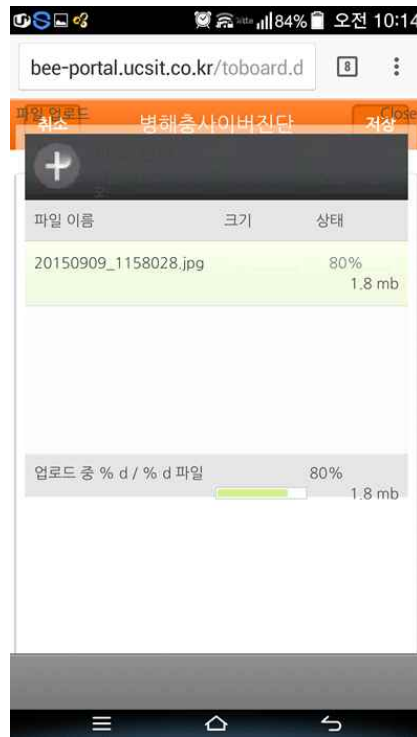 84% 오전 10:14
bee-portal.ucsit.co.kr/toboard.d 8
파일 업로드 Close
취소 병해충사이버진단 저장
파일 이름 크기 상태
20150909_1158028.jpg 80%
1.8 mb
업로드 중 % d / % d 파일 80%
1.8 mb